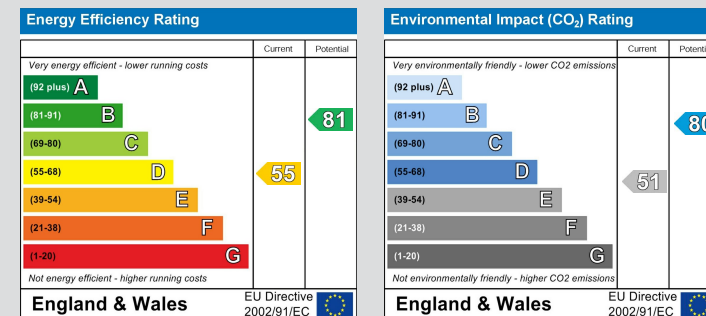 Energy Efficiency Rating
Current Potential
Very energy efficient - lower running costs
(92 plus) A
(81-91) B
81
(69-80) C
(55-68) D
55
(39-54) E
(21-38) F
(1-20) G
Not energy efficient - higher running costs
England & Wales
EU Directive
2002/91/EC
Environmental Impact (CO₂) Rating
Current
Very environmentally friendly - lower CO2 emissions
(92 plus) A
(81-91) B
(69-80) C
(55-68) D
51
(39-54) E
(21-38) F
(1-20) G
Not environmentally friendly - higher CO2 emissions
England & Wales
EU Directive
2002/91/EC